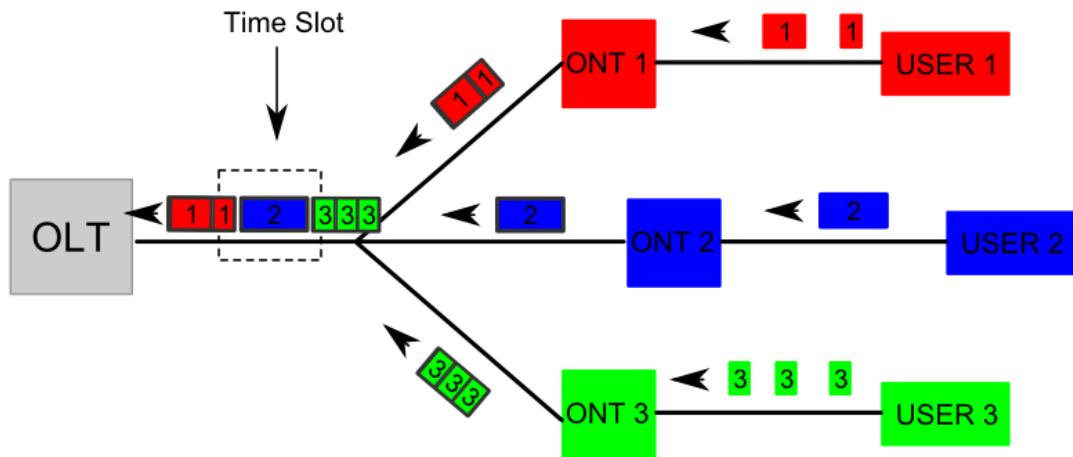 Time Slot
1 1
ONT 1
USER 1
1 1
OLT
1 1 2 3 3 3
2
ONT 2
2
USER 2
3 3 3
ONT 3
3 3 3
USER 3